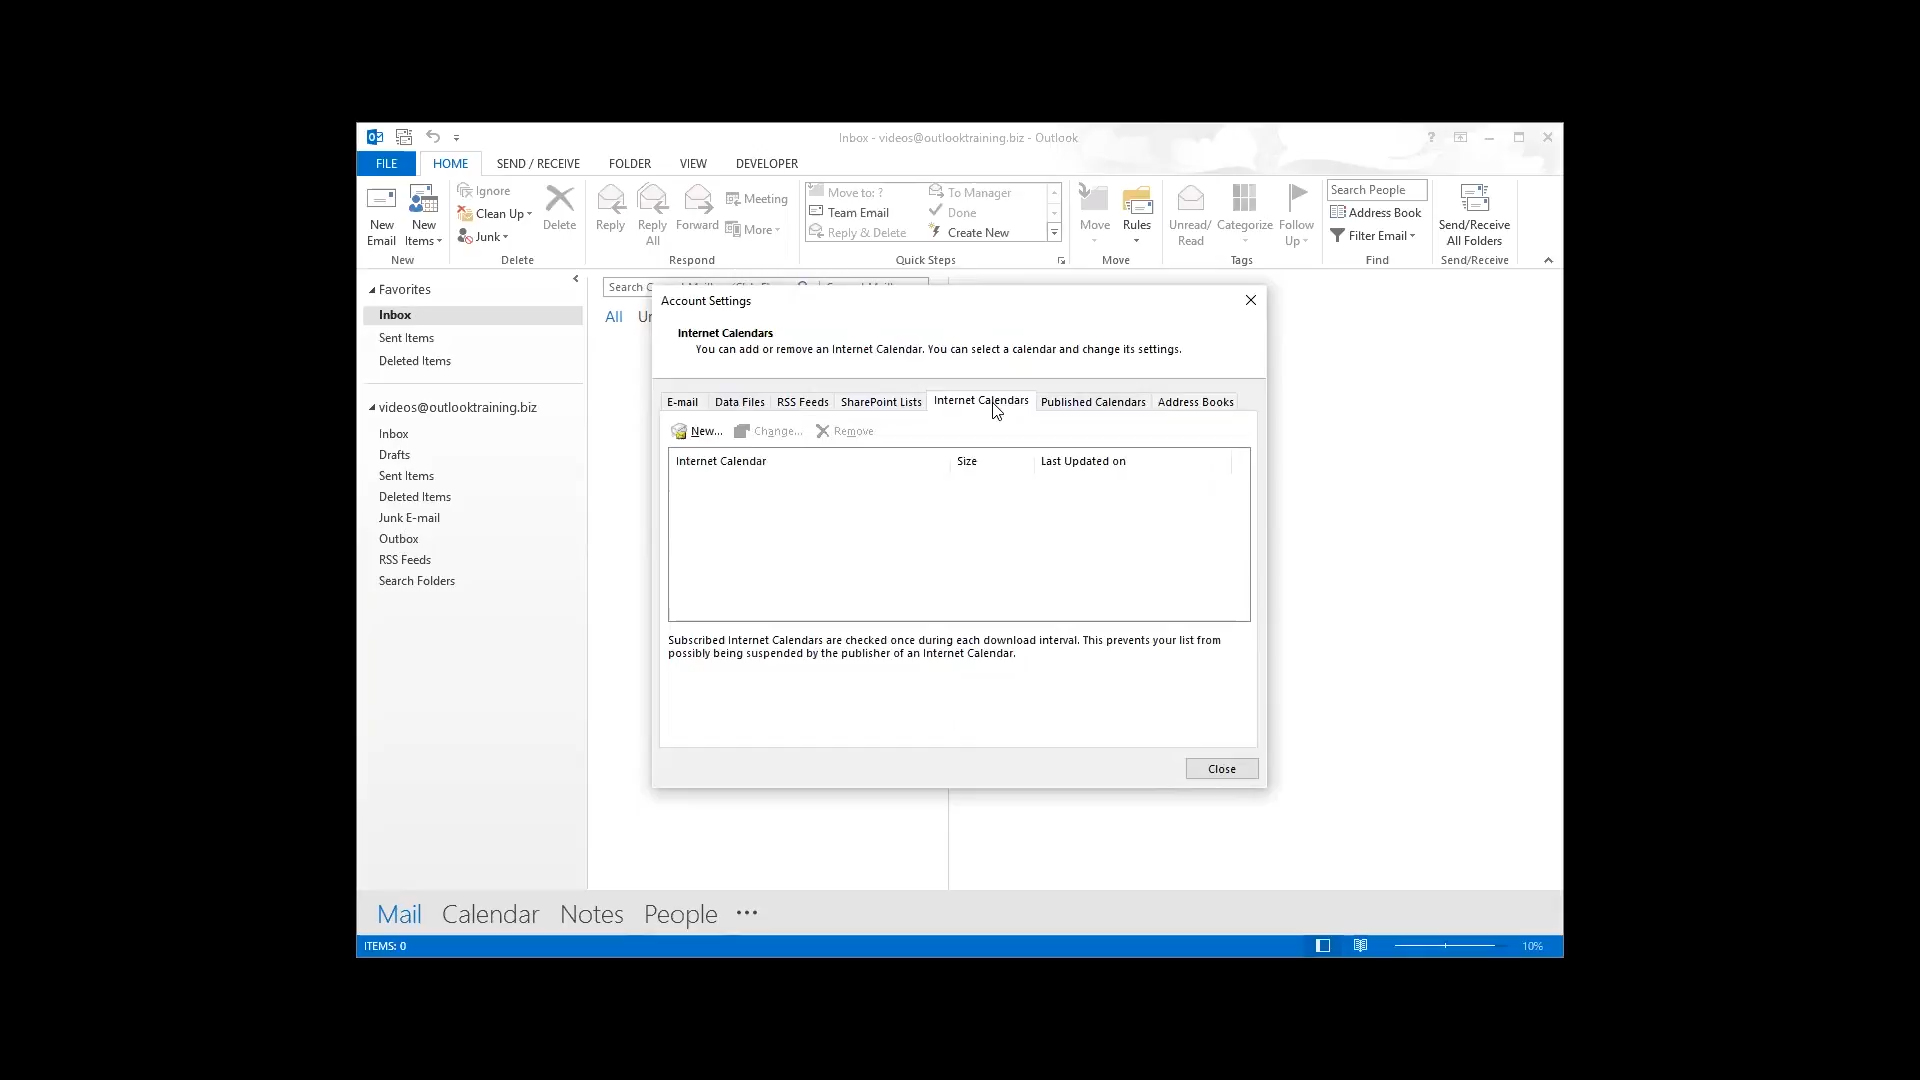 Inbox - videos@outlooktraining.biz - Outlook
FILE HOME SEND / RECEIVE FOLDER VIEW DEVELOPER
New Email
New Items
New
Ignore
Clean Up
Junk
Delete
Delete
Reply
Reply All
Forward
Meeting
More
Respond
Move to: ?
Team Email
Reply & Delete
To Manager
Done
Create New
Quick Steps
Move
Rules
Move
Unread/ Read
Categorize
Follow Up
Tags
Search People
Address Book
Filter Email
Find
Send/Receive All Folders
Send/Receive
Favorites
Inbox
Sent Items
Deleted Items
videos@outlooktraining.biz
Inbox
Drafts
Sent Items
Deleted Items
Junk E-mail
Outbox
RSS Feeds
Search Folders
Search
All
Account Settings
Internet Calendars
You can add or remove an Internet Calendar. You can select a calendar and change its settings.
E-mail Data Files RSS Feeds SharePoint Lists Internet Calendars Published Calendars Address Books
New... Change... Remove
Internet Calendar Size Last Updated on
Subscribed Internet Calendars are checked once during each download interval. This prevents your list from
possibly being suspended by the publisher of an Internet Calendar.
Close
Mail Calendar Notes People
ITEMS: 0
10%